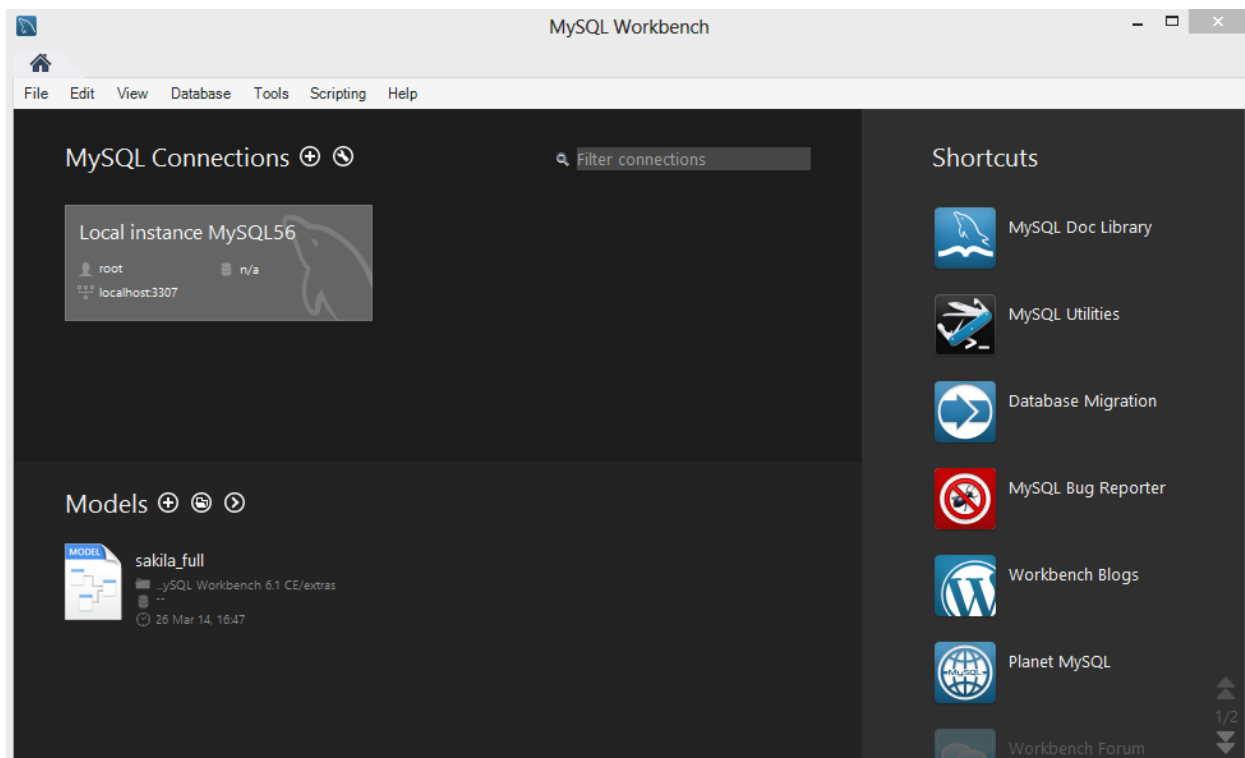 MySQL Workbench
File Edit View Database Tools Scripting Help
MySQL Connections
Filter connections
Local instance MySQL56
root
n/a
localhost:3307
Models
MODEL
sakila_full
..ySQL Workbench 6.1 CE/extras
--
26 Mar 14, 16:47
Shortcuts
MySQL Doc Library
MySQL Utilities
Database Migration
MySQL Bug Reporter
Workbench Blogs
MySQL
Planet MySQL
Workbench Forum
1/2